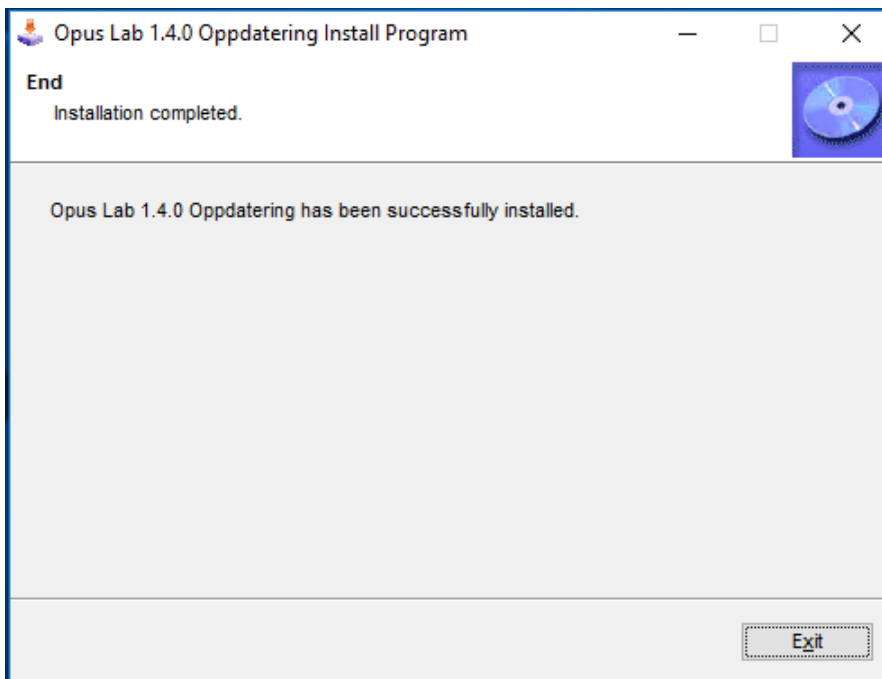 Opus Lab 1.4.0 Oppdatering Install Program
End
Installation completed.
Opus Lab 1.4.0 Oppdatering has been successfully installed.
Exit